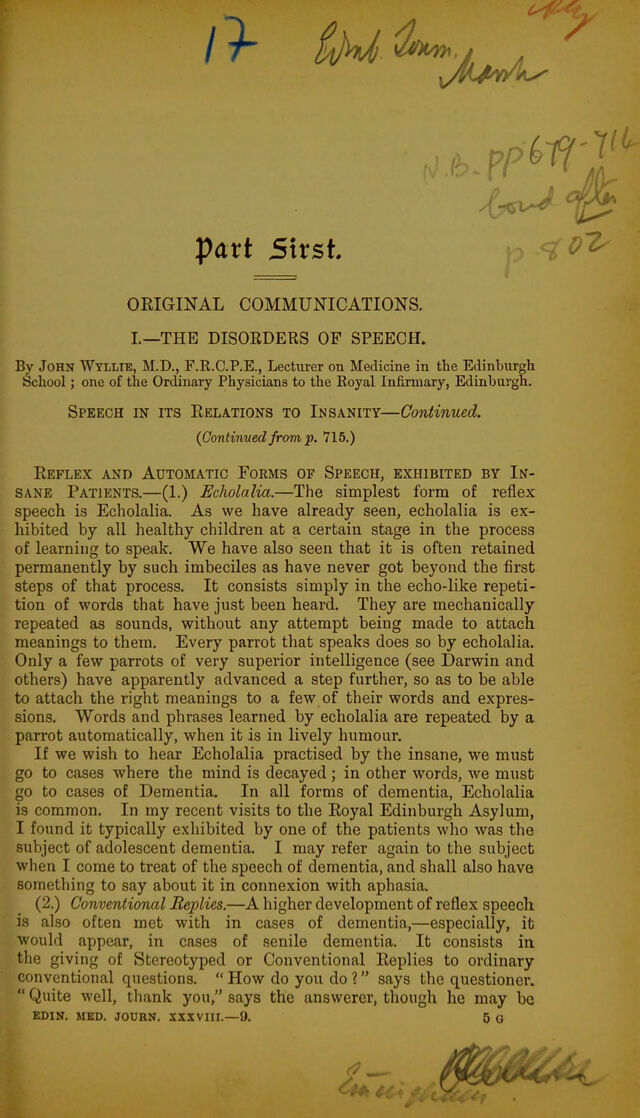 17 Edinb. Journ.
March
N.B. pp 679-716
bound after
p 802
Part First.
ORIGINAL COMMUNICATIONS.
I.—THE DISORDERS OF SPEECH.
By JOHN WYLLIE, M.D., F.R.C.P.E., Lecturer on Medicine in the Edinburgh
School; one of the Ordinary Physicians to the Royal Infirmary, Edinburgh.
SPEECH IN ITS RELATIONS TO INSANITY—Continued.
(Continued from p. 715.)
REFLEX AND AUTOMATIC FORMS OF SPEECH, EXHIBITED BY IN-
SANE PATIENTS.—(1.) Echolalia.—The simplest form of reflex
speech is Echolalia. As we have already seen, echolalia is ex-
hibited by all healthy children at a certain stage in the process
of learning to speak. We have also seen that it is often retained
permanently by such imbeciles as have never got beyond the first
steps of that process. It consists simply in the echo-like repeti-
tion of words that have just been heard. They are mechanically
repeated as sounds, without any attempt being made to attach
meanings to them. Every parrot that speaks does so by echolalia.
Only a few parrots of very superior intelligence (see Darwin and
others) have apparently advanced a step further, so as to be able
to attach the right meanings to a few of their words and expres-
sions. Words and phrases learned by echolalia are repeated by a
parrot automatically, when it is in lively humour.
If we wish to hear Echolalia practised by the insane, we must
go to cases where the mind is decayed; in other words, we must
go to cases of Dementia. In all forms of dementia, Echolalia
is common. In my recent visits to the Royal Edinburgh Asylum,
I found it typically exhibited by one of the patients who was the
subject of adolescent dementia. I may refer again to the subject
when I come to treat of the speech of dementia, and shall also have
something to say about it in connexion with aphasia.
(2.) Conventional Replies.—A higher development of reflex speech
is also often met with in cases of dementia,—especially, it
would appear, in cases of senile dementia. It consists in
the giving of Stereotyped or Conventional Replies to ordinary
conventional questions. "How do you do?" says the questioner.
"Quite well, thank you," says the answerer, though he may be
EDIN. MED. JOURN. XXXVIII.—9. 5 G